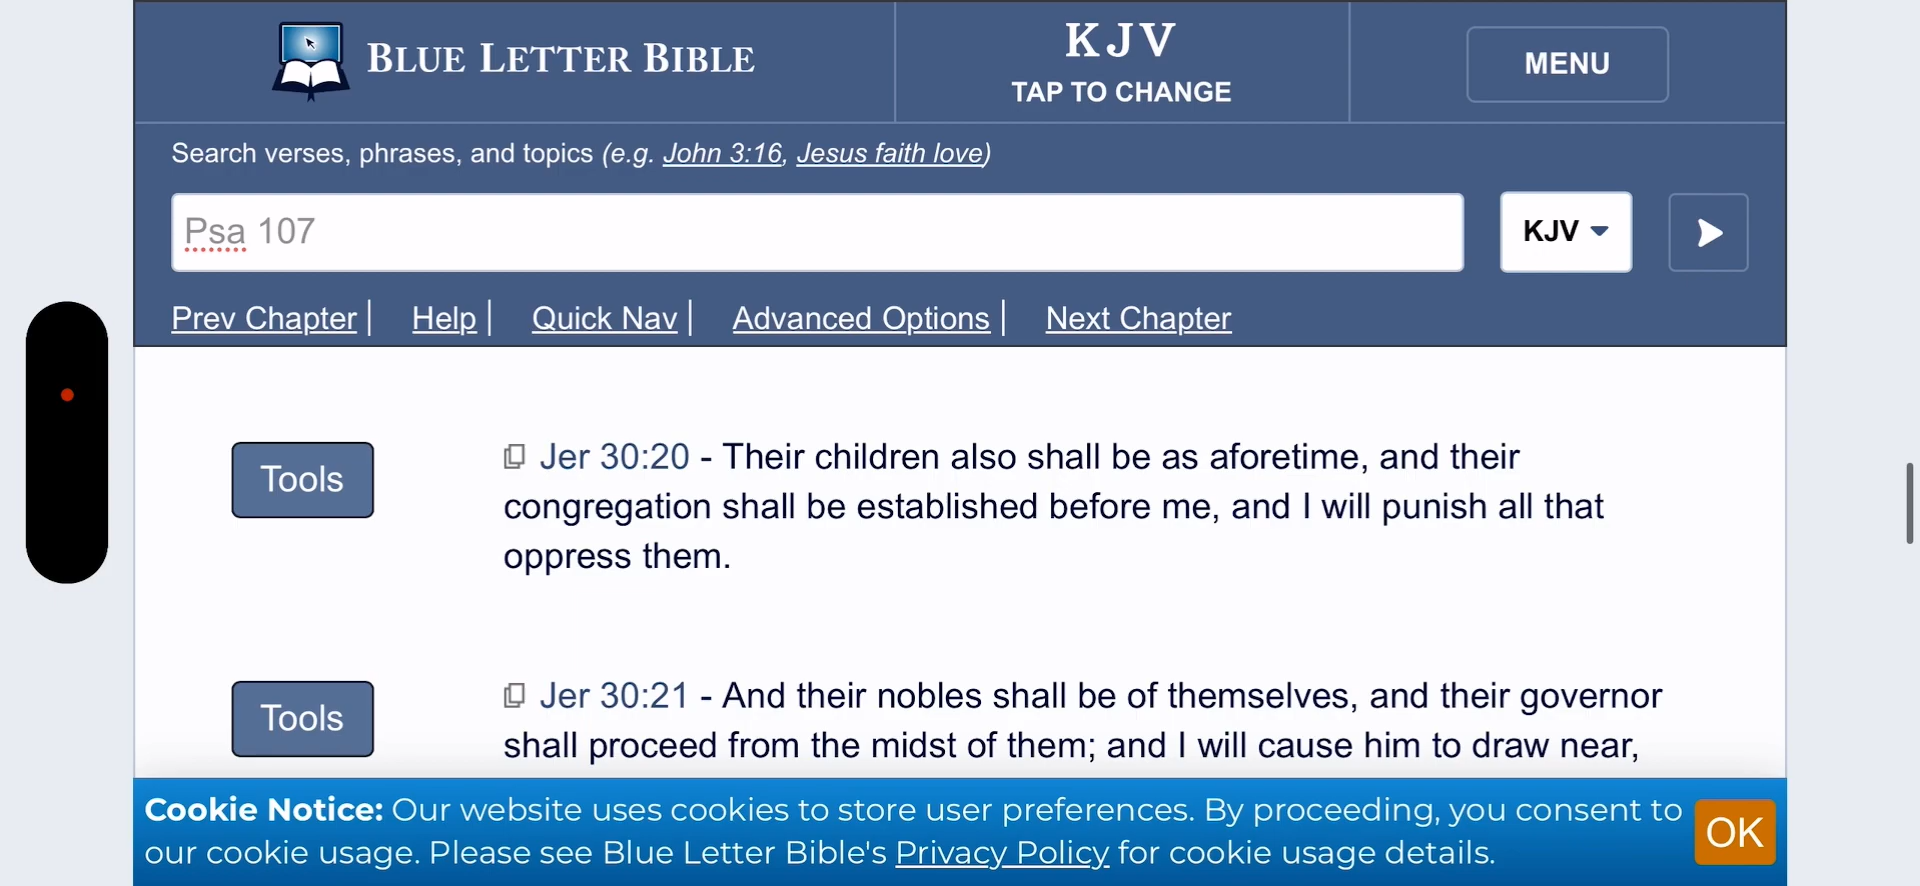 BLUE LETTER BIBLE
KJV
TAP TO CHANGE
MENU
Search verses, phrases, and topics (e.g. John 3:16, Jesus faith love)
Psa 107
KJV
Prev Chapter | Help | Quick Nav | Advanced Options | Next Chapter
Tools
Jer 30:20 - Their children also shall be as aforetime, and their
congregation shall be established before me, and I will punish all that
oppress them.
Tools
Jer 30:21 - And their nobles shall be of themselves, and their governor
shall proceed from the midst of them; and I will cause him to draw near,
Cookie Notice: Our website uses cookies to store user preferences. By proceeding, you consent to
our cookie usage. Please see Blue Letter Bible's Privacy Policy for cookie usage details.
OK